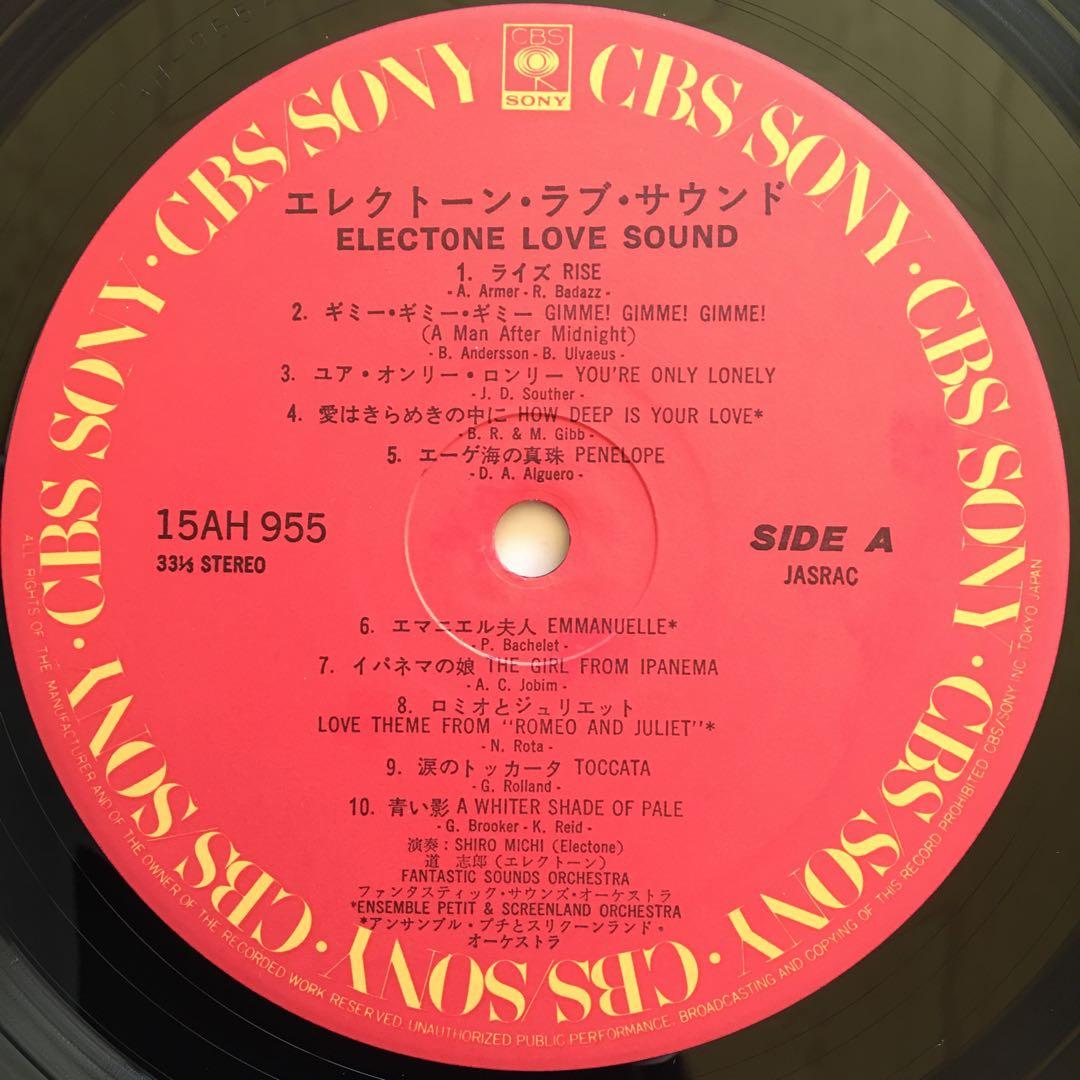 CBS
SONY
CBS/SONY · CBS/SONY · CBS/SONY · CBS/SONY · CBS/SONY · CBS/SONY · CBS/SONY · CBS/SONY
エレクトーン・ラブ・サウンド
ELECTONE LOVE SOUND
1. ライズ RISE
- A. Armer - R. Badazz -
2. ギミー・ギミー・ギミー GIMME! GIMME! GIMME!
(A Man After Midnight)
- B. Andersson - B. Ulvaeus -
3. ユア・オンリー・ロンリー YOU'RE ONLY LONELY
- J. D. Souther -
4. 愛はきらめきの中に HOW DEEP IS YOUR LOVE*
- B. R. & M. Gibb -
5. エーゲ海の真珠 PENELOPE
- D. A. Alguero -
15AH 955
33⅓ STEREO
SIDE A
JASRAC
6. エマニエル夫人 EMMANUELLE*
- P. Bachelet -
7. イパネマの娘 THE GIRL FROM IPANEMA
- A. C. Jobim -
8. ロミオとジュリエット
LOVE THEME FROM "ROMEO AND JULIET"*
- N. Rota -
9. 涙のトッカータ TOCCATA
- G. Rolland -
10. 青い影 A WHITER SHADE OF PALE
- G. Brooker - K. Reid -
演奏：SHIRO MICHI (Electone)
道 志郎（エレクトーン）
FANTASTIC SOUNDS ORCHESTRA
ファンタスティック・サウンズ・オーケストラ
*ENSEMBLE PETIT & SCREENLAND ORCHESTRA
*アンサンブル・プチとスリクーンランド・
オーケストラ
ALL RIGHTS OF THE MANUFACTURER AND OF THE OWNER OF THE RECORDED WORK RESERVED. UNAUTHORIZED PUBLIC PERFORMANCE, BROADCASTING AND COPYING OF THIS RECORD PROHIBITED CBS/SONY INC. TOKYO JAPAN